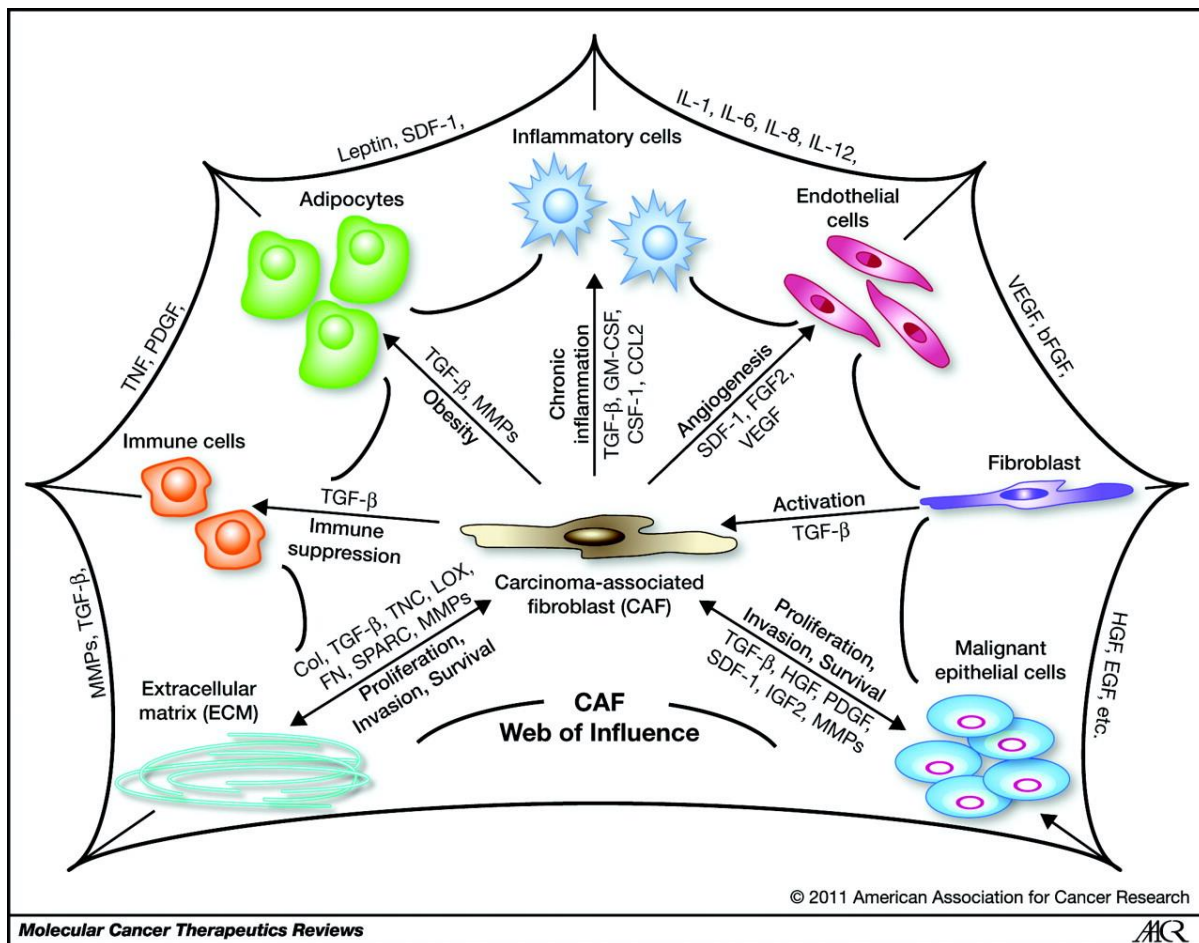 Leptin, SDF-1,
IL-1, IL-6, IL-8, IL-12,
Inflammatory cells
Adipocytes
Endothelial
cells
TNF, PDGF,
VEGF, bFGF,
TGF-β, MMPs
Obesity
Chronic
inflammation
TGF-β, GM-CSF,
CSF-1, CCL2
Angiogenesis
SDF-1, FGF2,
VEGF
Immune cells
Fibroblast
TGF-β
Immune
suppression
Activation
TGF-β
Carcinoma-associated
fibroblast (CAF)
MMPs, TGF-β,
Col, TGF-β, TNC, LOX,
FN, SPARC, MMPs
Proliferation,
Invasion, Survival
Proliferation,
Invasion, Survival
TGF-β, HGF, PDGF,
SDF-1, IGF2, MMPs
HGF, EGF, etc.
Extracellular
matrix (ECM)
Malignant
epithelial cells
CAF
Web of Influence
© 2011 American Association for Cancer Research
Molecular Cancer Therapeutics Reviews
AACR